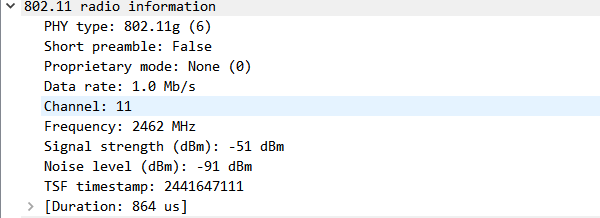 802.11 radio information
PHY type: 802.11g (6)
Short preamble: False
Proprietary mode: None (0)
Data rate: 1.0 Mb/s
Channel: 11
Frequency: 2462 MHz
Signal strength (dBm): -51 dBm
Noise level (dBm): -91 dBm
TSF timestamp: 2441647111
[Duration: 864 us]